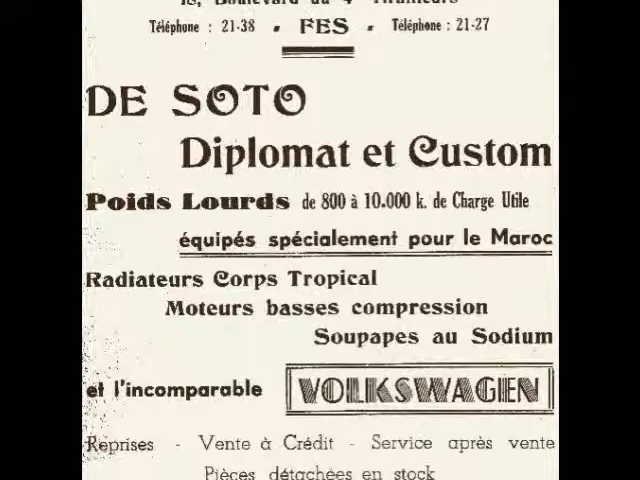 18, Boulevard du 4e Tirailleurs
Téléphone : 21-38 • FES • Téléphone : 21-27
DE SOTO
Diplomat et Custom
Poids Lourds de 800 à 10.000 k. de Charge Utile
équipés spécialement pour le Maroc
Radiateurs Corps Tropical
Moteurs basses compression
Soupapes au Sodium
et l'incomparable VOLKSWAGEN
Reprises - Vente à Crédit - Service après vente
Pièces détachées en stock